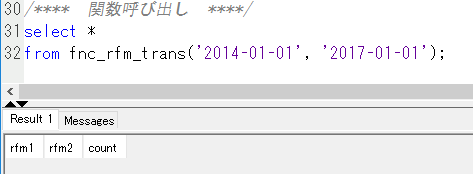 30 /**** 関数呼び出し ****/
31 select *
32 from fnc_rfm_trans('2014-01-01', '2017-01-01');
Result 1 Messages
rfm1 rfm2 count